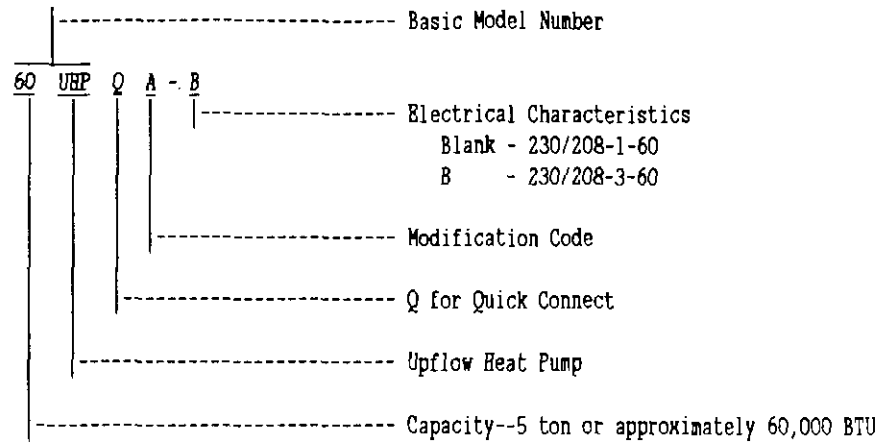 Basic Model Number
60 UHP Q A - B
Electrical Characteristics
Blank - 230/208-1-60
B - 230/208-3-60
Modification Code
Q for Quick Connect
Upflow Heat Pump
Capacity--5 ton or approximately 60,000 BTU